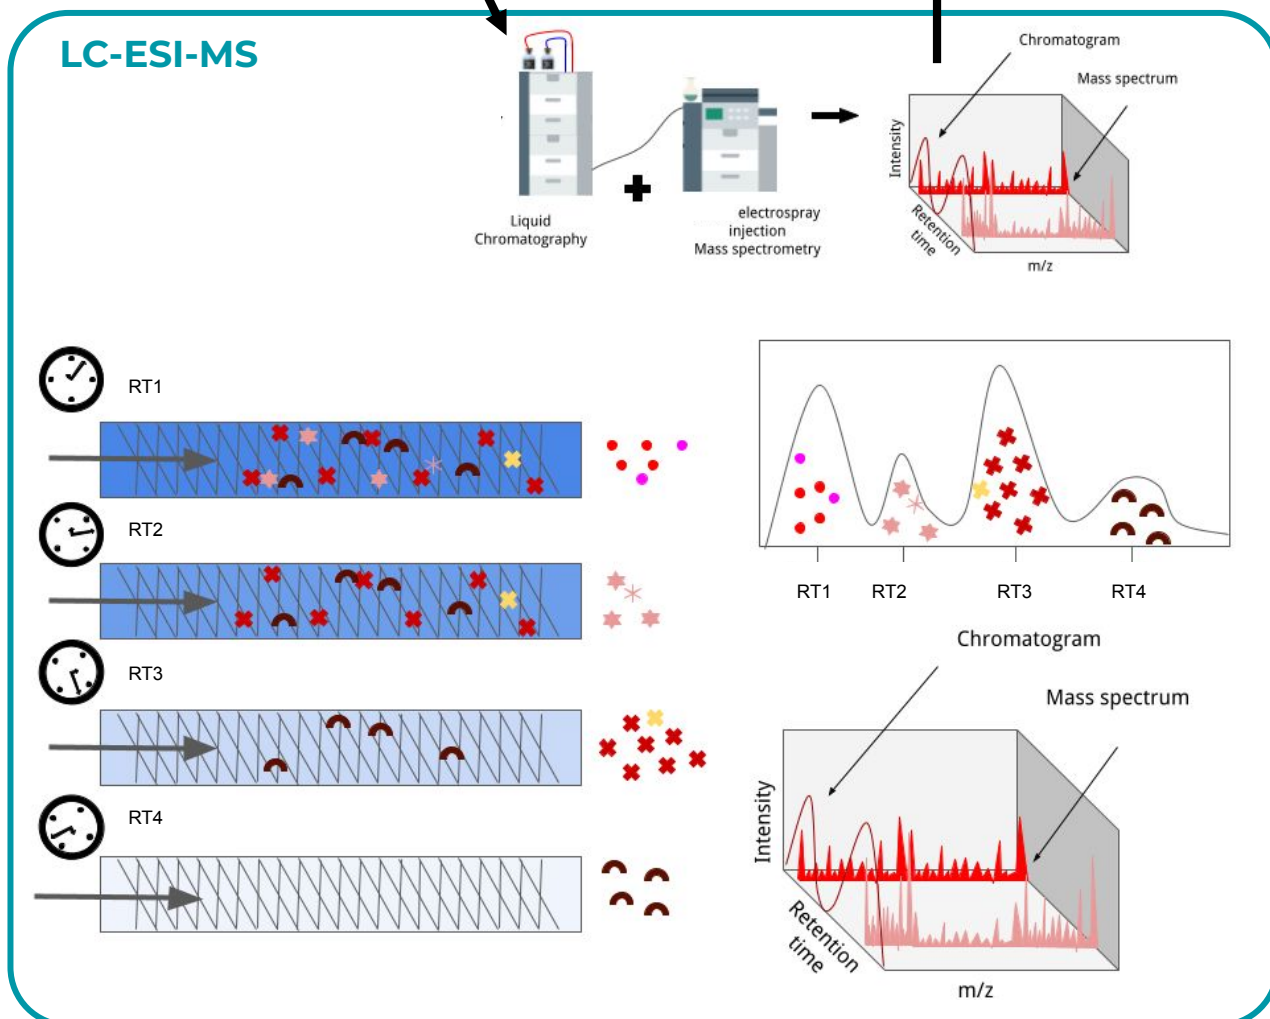 LC-ESI-MS
Liquid
Chromatography
electrospray
injection
Mass spectrometry
Chromatogram
Mass spectrum
Intensity
Retention
time
m/z
RT1
RT2
RT3
RT4
RT1
RT2
RT3
RT4
Chromatogram
Mass spectrum
Intensity
Retention
time
m/z